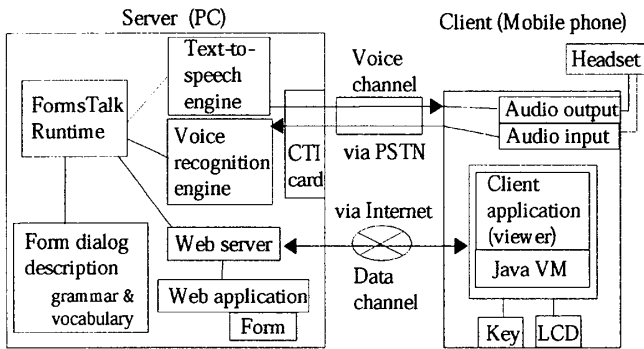 Server (PC)
Client (Mobile phone)
Text-to-
speech
engine
Voice
channel
Headset
FormsTalk
Runtime
Audio output
Audio input
Voice
recognition
engine
CTI
card
via PSTN
Client
application
(viewer)
Java VM
via Internet
Form dialog
description
grammar &
vocabulary
Web server
Data
channel
Web application
Form
Key
LCD